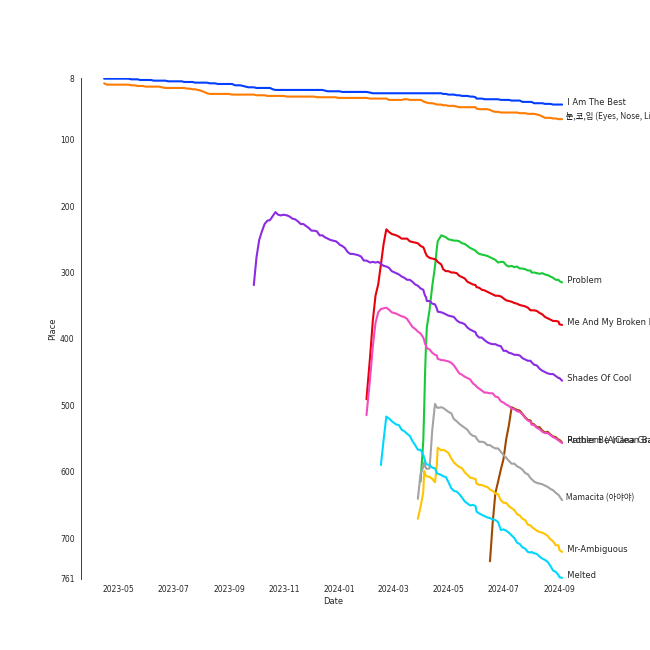 8
I Am The Best
눈,코,입 (Eyes, Nose, Li
100
200
300
Problem
Me And My Broken
Place
400
Shades Of Cool
500
600
Mamacita (아야야)
700
Mr-Ambiguous
761
Melted
2023-05
2023-07
2023-09
2023-11
2024-01
2024-03
2024-05
2024-07
2024-09
Date